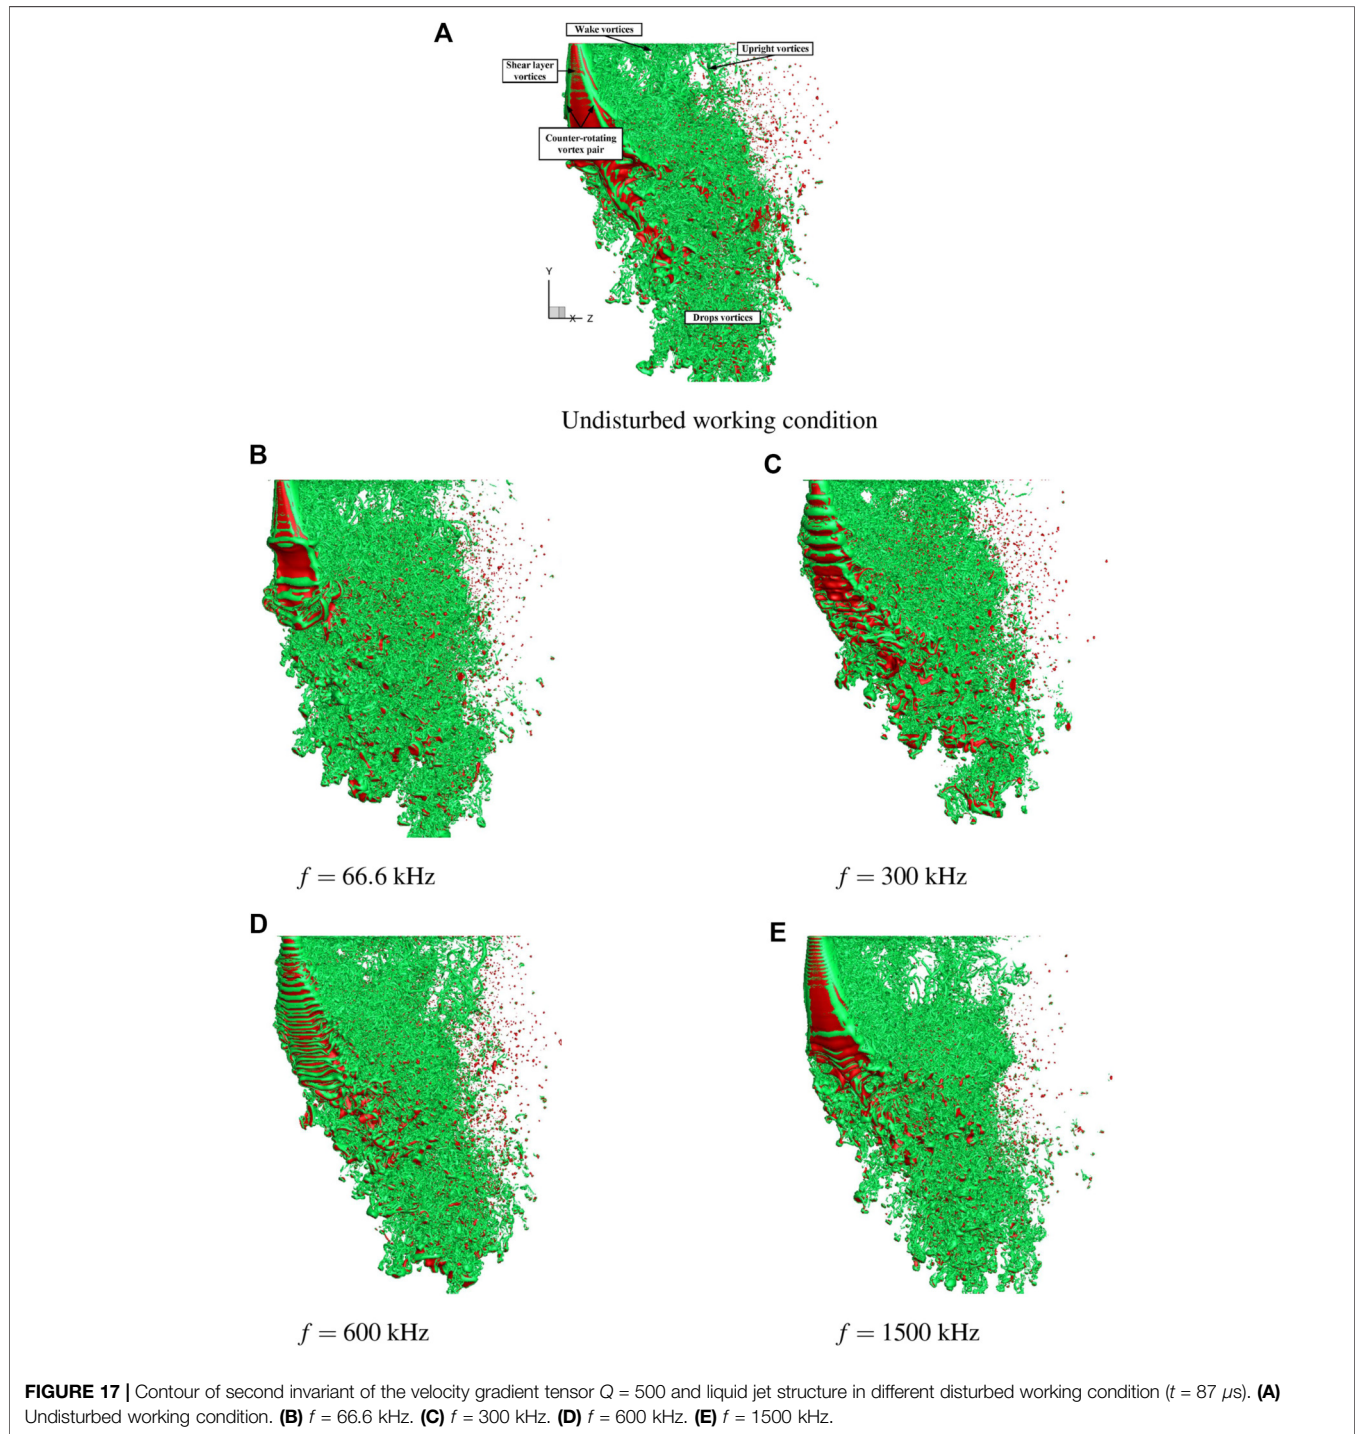 A
Wake vortices
Upright vortices
Shear layer
vortices
Counter-rotating
vortex pair
Y
X Z
Drops vortices
Undisturbed working condition
B
C
f = 66.6 kHz
f = 300 kHz
D
E
f = 600 kHz
f = 1500 kHz
FIGURE 17 | Contour of second invariant of the velocity gradient tensor Q = 500 and liquid jet structure in different disturbed working condition (t = 87 μs). (A)
Undisturbed working condition. (B) f = 66.6 kHz. (C) f = 300 kHz. (D) f = 600 kHz. (E) f = 1500 kHz.